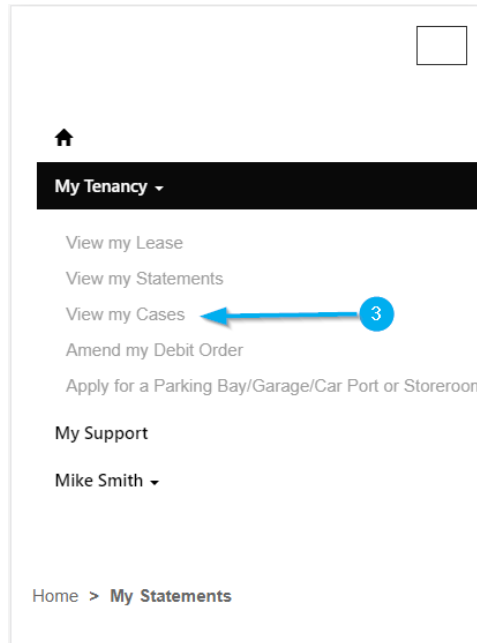 My Tenancy
View my Lease
View my Statements
View my Cases
3
Amend my Debit Order
Apply for a Parking Bay/Garage/Car Port or Storeroom
My Support
Mike Smith
Home > My Statements